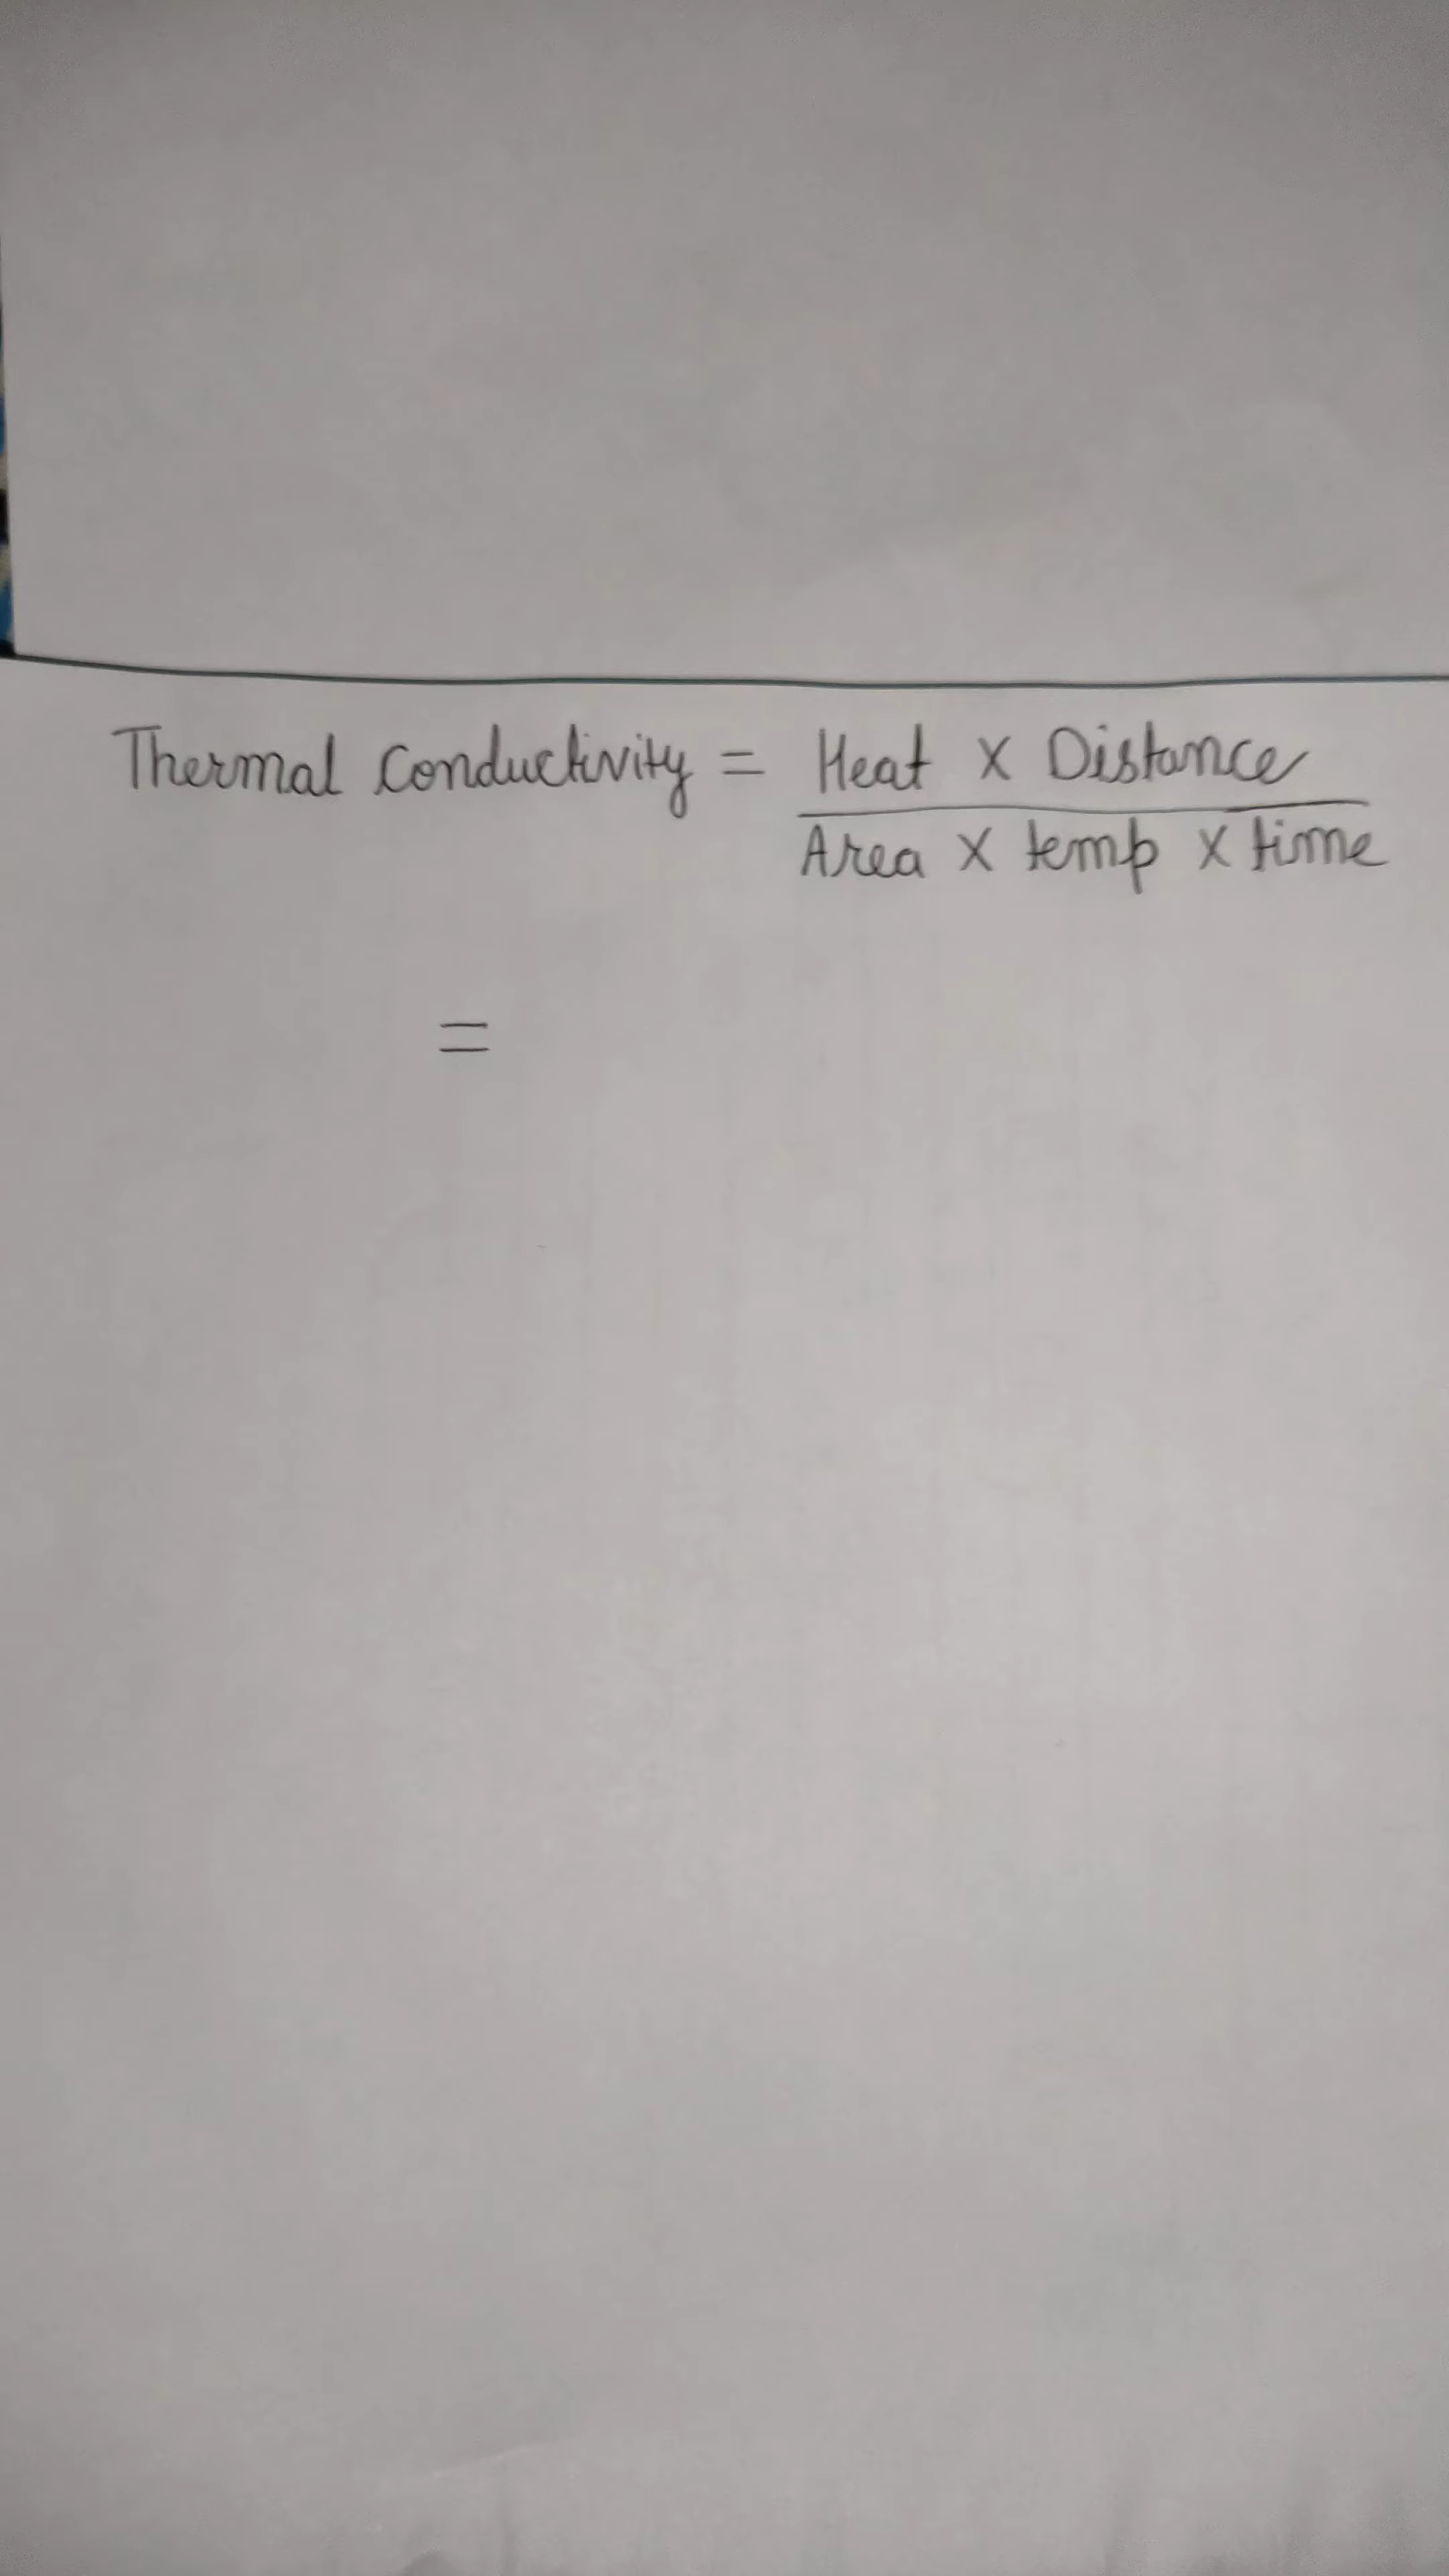 Thermal Conductivity = Heat X Distance
Area X temp X time
=